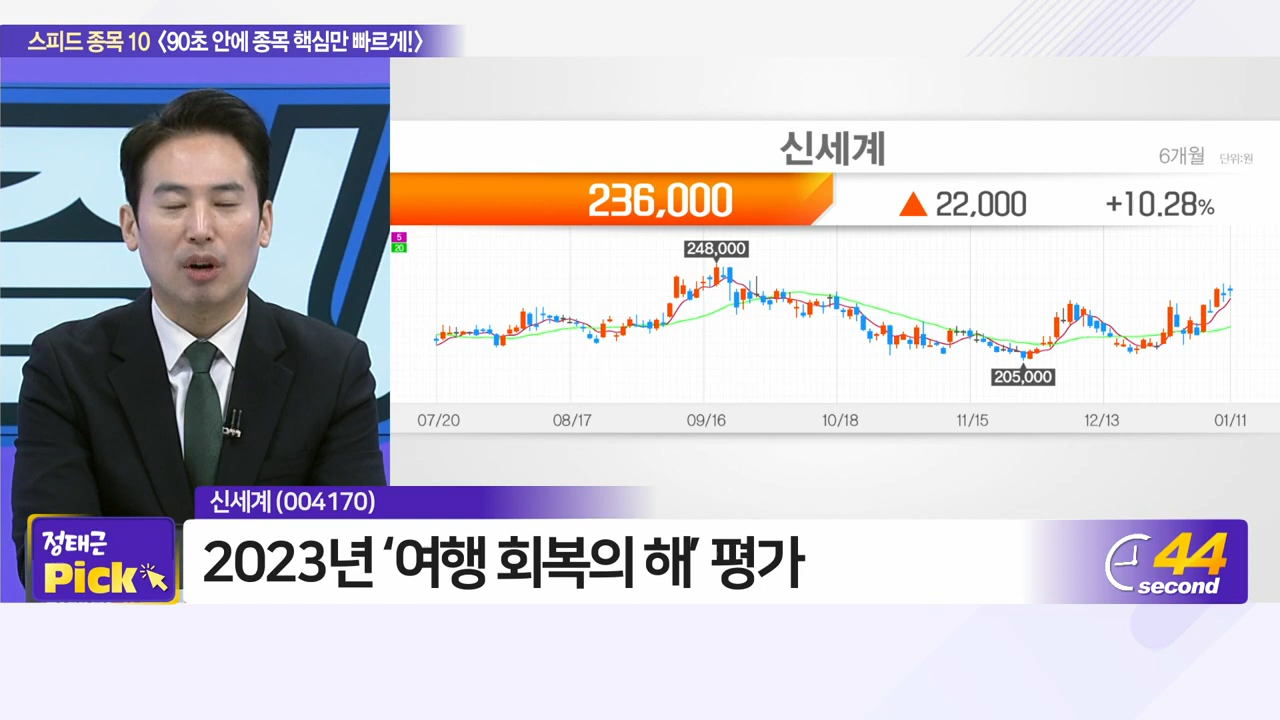 스피드 종목 10 〈90초 안에 종목 핵심만 빠르게!〉
신세계
6개월 단위:원
236,000 ▲ 22,000 +10.28%
5
20
248,000
205,000
07/20 08/17 09/16 10/18 11/15 12/13 01/11
신세계 (004170)
정태근
Pick
2023년 ‘여행 회복의 해’ 평가
44
second